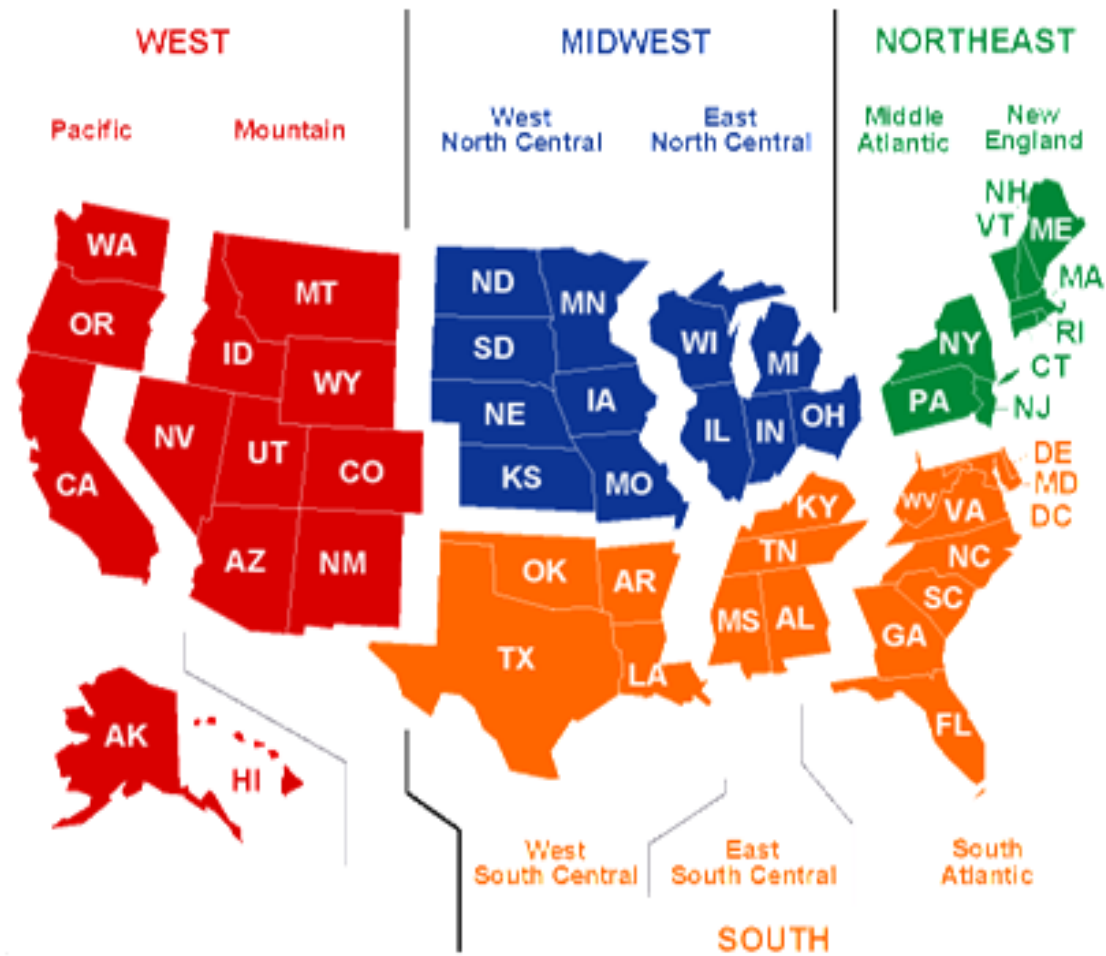 WEST
MIDWEST
NORTHEAST
Pacific
Mountain
West
North Central
East
North Central
Middle
Atlantic
New
England
WA
OR
CA
NV
MT
ID
WY
UT
CO
AZ
NM
AK
HI
ND
SD
NE
KS
MN
IA
MO
WI
MI
IL
IN
OH
NH
VT
ME
MA
RI
CT
NJ
NY
PA
OK
AR
TX
LA
KY
TN
MS
AL
DE
MD
DC
WV
VA
NC
SC
GA
FL
West
South Central
East
South Central
South
Atlantic
SOUTH